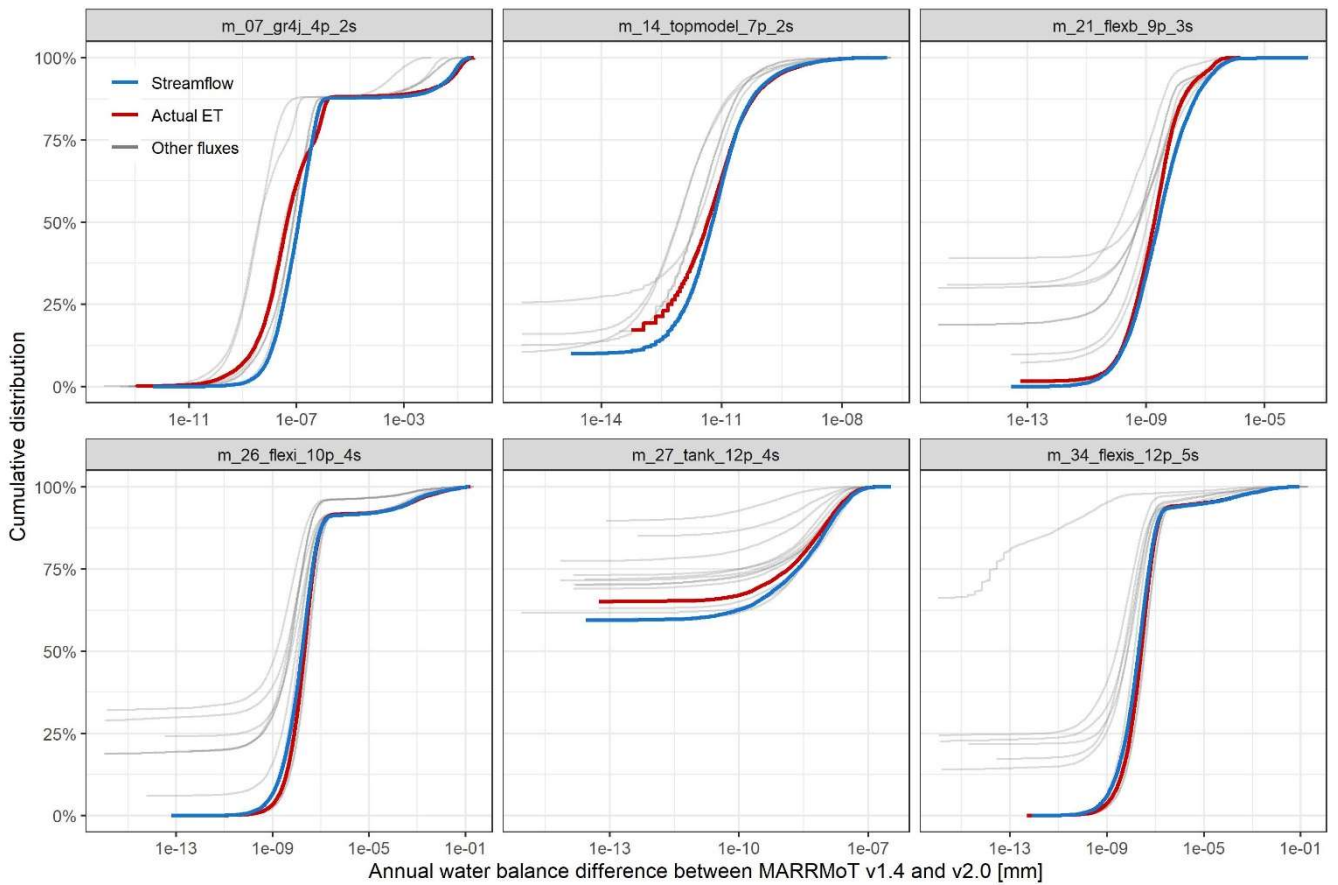 m_07_gr4j_4p_2s
m_14_topmodel_7p_2s
m_21_flexb_9p_3s
100%
75%
50%
25%
0%
Streamflow
Actual ET
Other fluxes
1e-11
1e-07
1e-03
1e-14
1e-11
1e-08
1e-13
1e-09
1e-05
m_26_flexi_10p_4s
m_27_tank_12p_4s
m_34_flexis_12p_5s
100%
75%
50%
25%
0%
1e-13
1e-09
1e-05
1e-01
1e-13
1e-10
1e-07
1e-13
1e-09
1e-05
1e-01
Cumulative distribution
Annual water balance difference between MARRMoT v1.4 and v2.0 [mm]